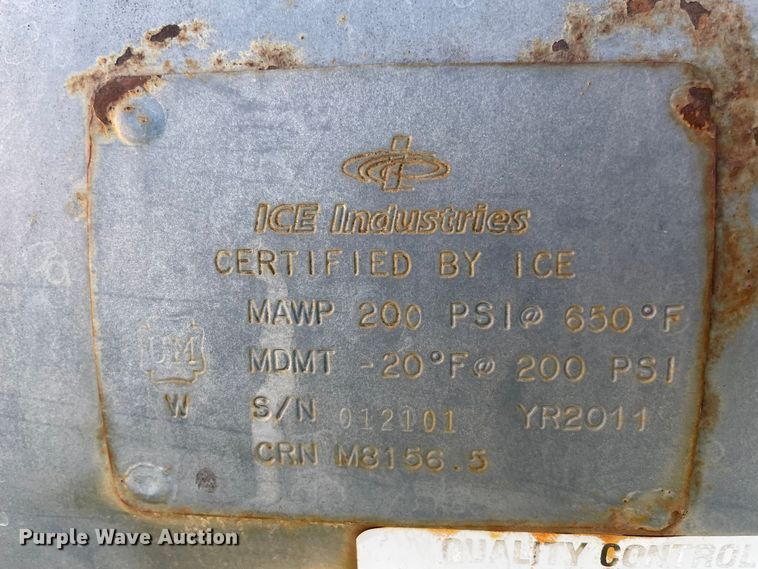 ICE Industries
CERTIFIED BY ICE
MAWP 200 PSI@ 650°F
UM
MDMT -20°F@ 200 PSI
W S/N 012101 YR2011
CRN M8156.5
Purple Wave Auction
QUALITY CONTROL